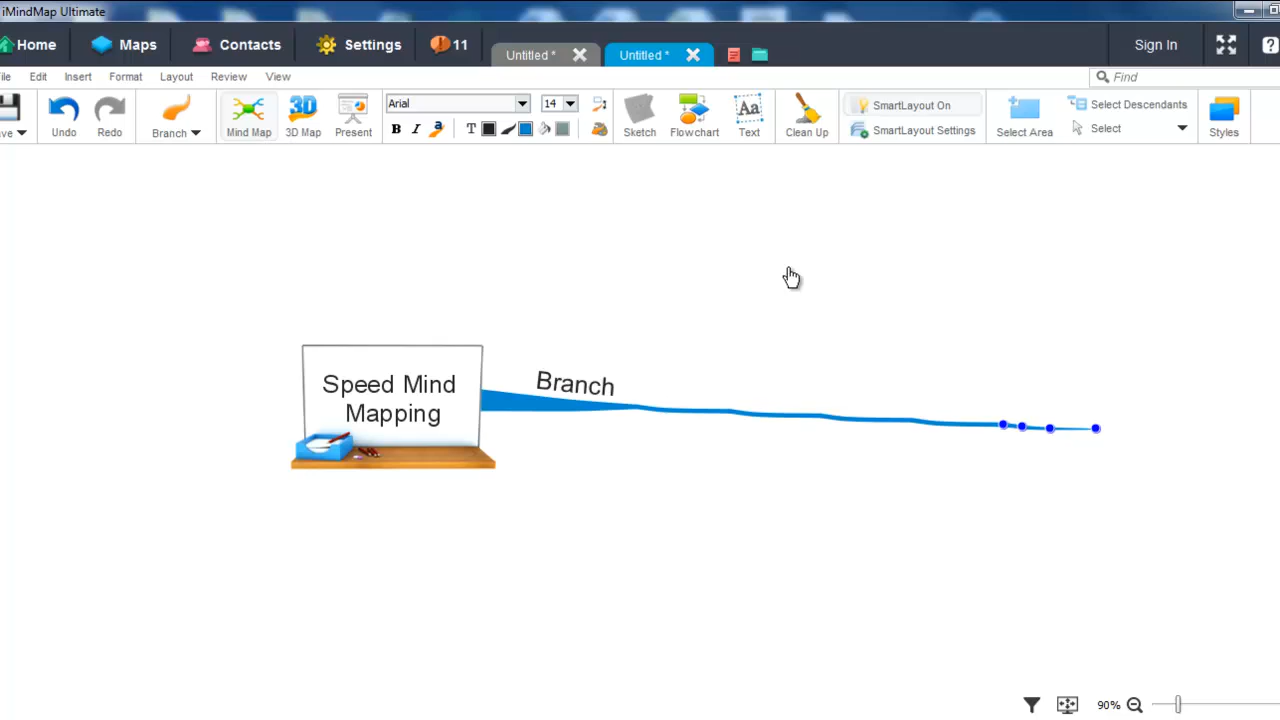 iMindMap Ultimate
Home Maps Contacts Settings 11 Untitled * Untitled * Sign In ?
Edit Insert Format Layout Review View Find
Arial 14 SmartLayout On Select Descendants
Undo Redo Branch Mind Map 3D Map Present B I T Sketch Flowchart Aa Text Clean Up SmartLayout Settings Select Area Select Styles
3D
Branch
Speed Mind
Mapping
90%